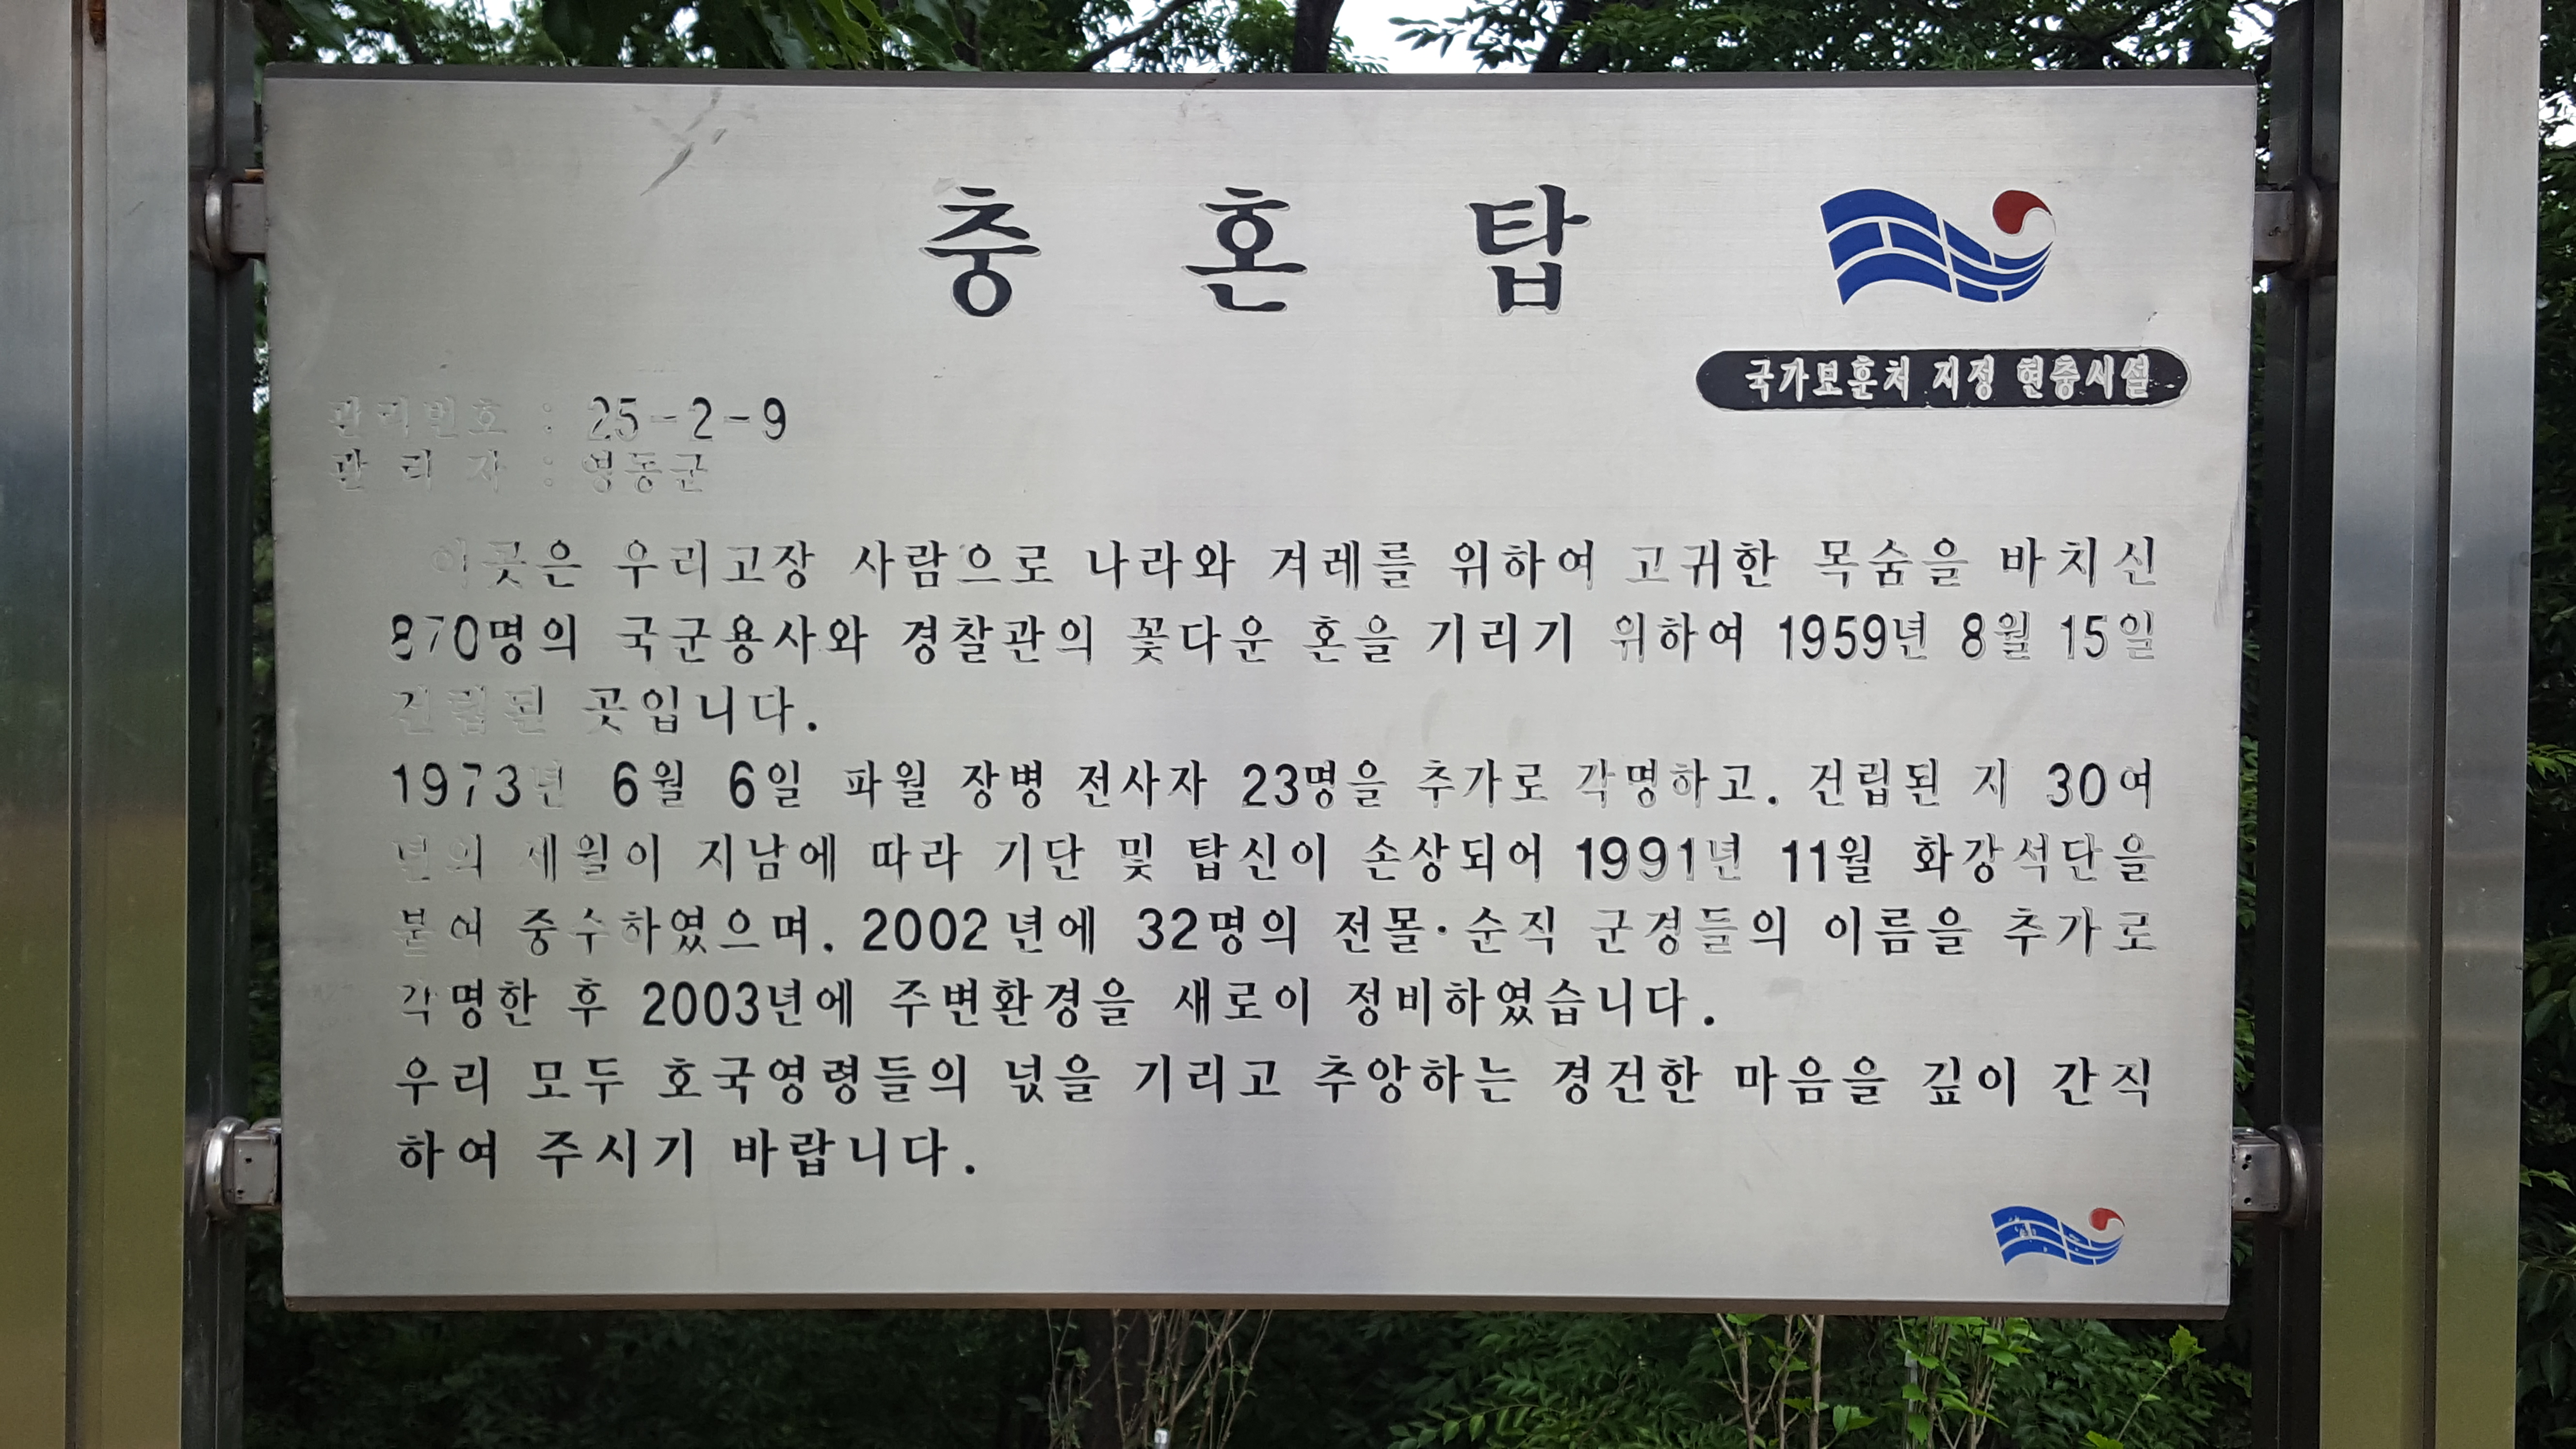 충 혼 탑
국가보훈처 지정 현충시설
관리번호 : 25-2-9
관 리 자 : 영동군
이곳은 우리고장 사람으로 나라와 겨레를 위하여 고귀한 목숨을 바치신
870명의 국군용사와 경찰관의 꽃다운 혼을 기리기 위하여 1959년 8월 15일
건립된 곳입니다.
1973년 6월 6일 파월 장병 전사자 23명을 추가로 각명하고. 건립된 지 30여
년의 세월이 지남에 따라 기단 및 탑신이 손상되어 1991년 11월 화강석단을
붙여 중수하였으며. 2002년에 32명의 전몰·순직 군경들의 이름을 추가로
각명한 후 2003년에 주변환경을 새로이 정비하였습니다.
우리 모두 호국영령들의 넋을 기리고 추앙하는 경건한 마음을 깊이 간직
하여 주시기 바랍니다.